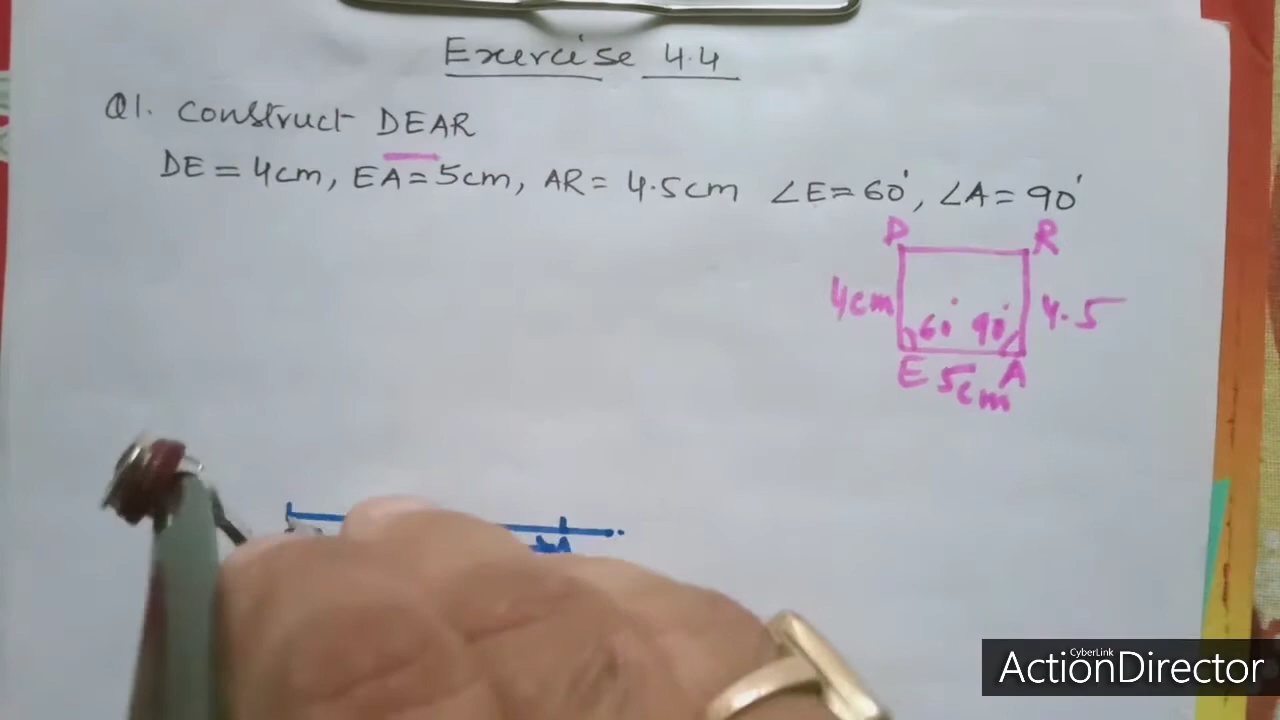 Exercise 4.4
Q1. Construct DEAR
DE = 4cm, EA = 5cm, AR = 4.5cm ∠E = 60°, ∠A = 90°
D R
4cm 60° 90° 4.5
E 5cm A
A
CyberLink
ActionDirector